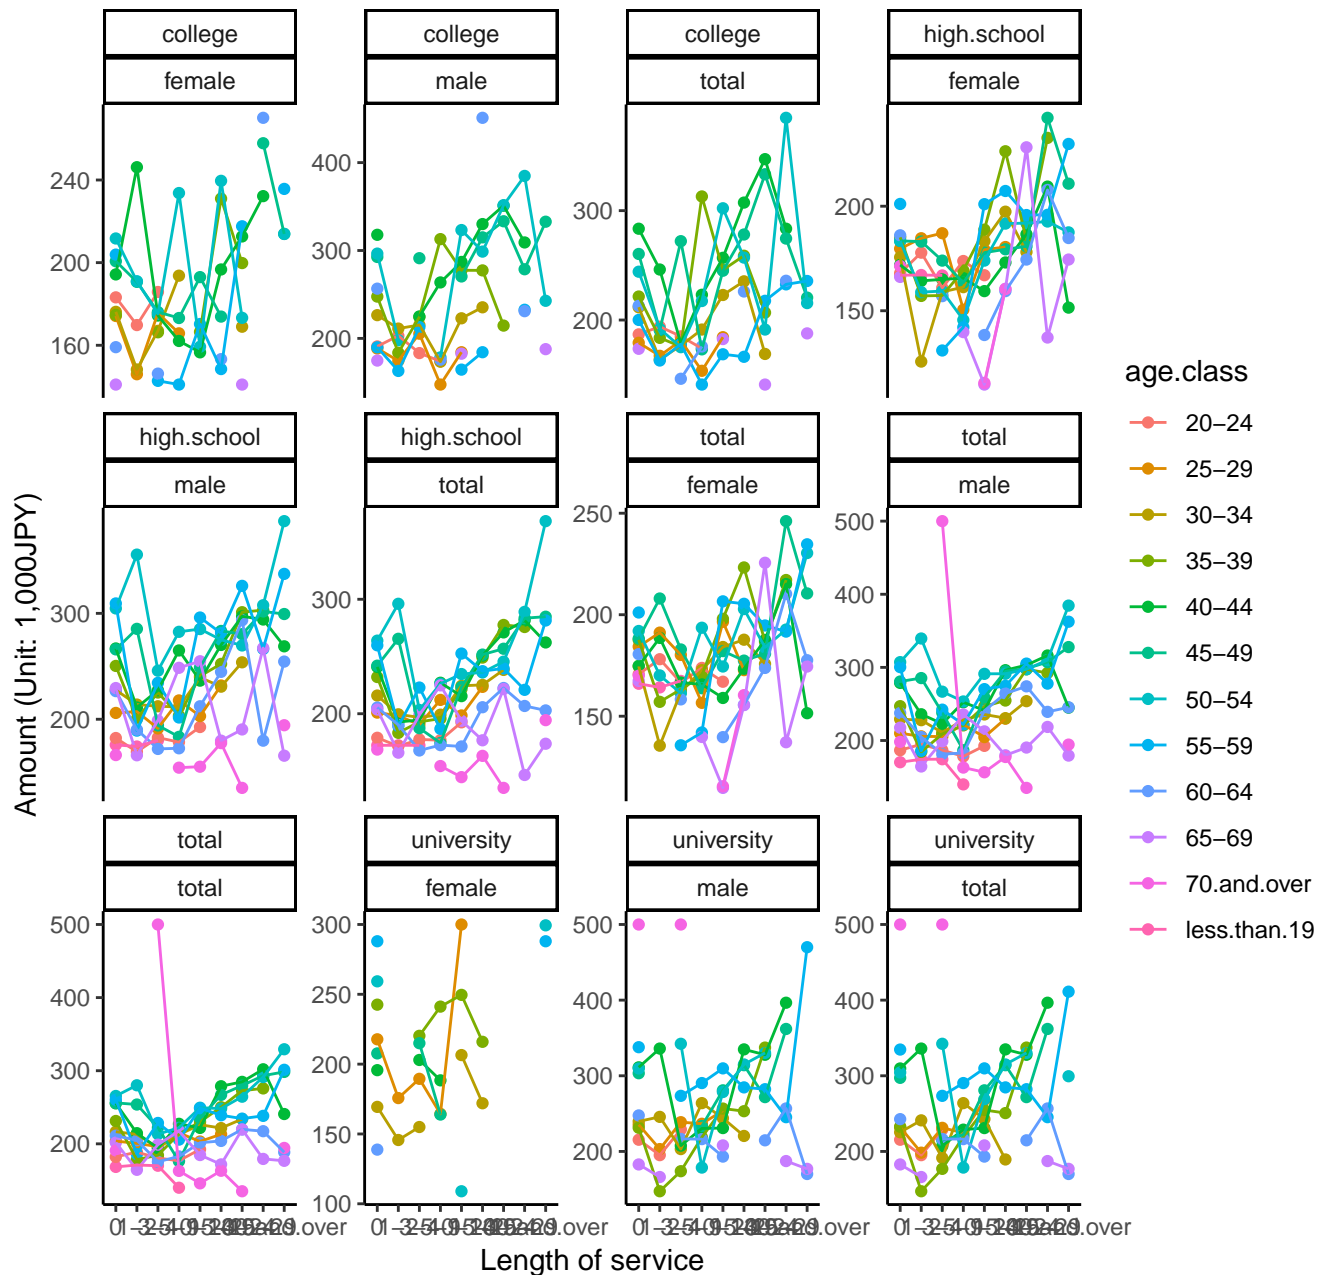 college
college
college
high.school
female
male
total
female
240
200
160
400
300
200
300
200
200
150
high.school
high.school
total
total
male
total
female
male
300
200
300
200
250
200
150
500
400
300
200
total
university
university
university
total
female
male
total
500
400
300
200
300
250
200
150
100
500
400
300
200
500
400
300
200
Amount (Unit: 1,000JPY)
Length of service
age.class
20−24
25−29
30−34
35−39
40−44
45−49
50−54
55−59
60−64
65−69
70.and.over
less.than.19